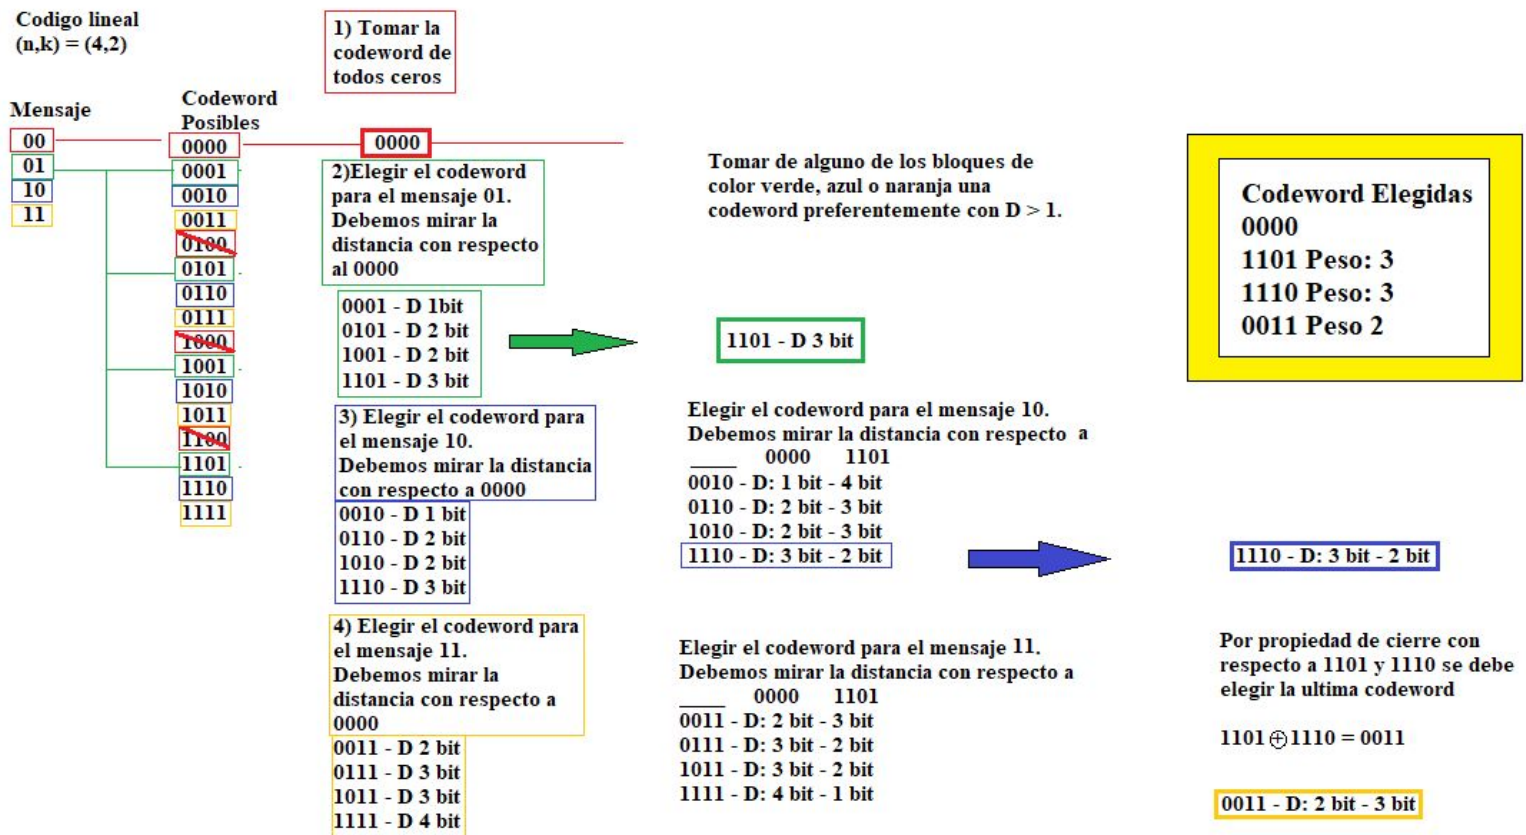 Codigo lineal
(n,k) = (4,2)
1) Tomar la
codeword de
todos ceros
Mensaje
00
01
10
11
Codeword
Posibles
0000
0001
0010
0011
0100
0101
0110
0111
1000
1001
1010
1011
1100
1101
1110
1111
0000
2)Elegir el codeword
para el mensaje 01.
Debemos mirar la
distancia con respecto
al 0000
0001 - D 1bit
0101 - D 2 bit
1001 - D 2 bit
1101 - D 3 bit
3) Elegir el codeword para
el mensaje 10.
Debemos mirar la distancia
con respecto a 0000
0010 - D 1 bit
0110 - D 2 bit
1010 - D 2 bit
1110 - D 3 bit
4) Elegir el codeword para
el mensaje 11.
Debemos mirar la
distancia con respecto a
0000
0011 - D 2 bit
0111 - D 3 bit
1011 - D 3 bit
1111 - D 4 bit
Tomar de alguno de los bloques de
color verde, azul o naranja una
codeword preferentemente con D > 1.
1101 - D 3 bit
Elegir el codeword para el mensaje 10.
Debemos mirar la distancia con respecto a
____ 0000 1101
0010 - D: 1 bit - 4 bit
0110 - D: 2 bit - 3 bit
1010 - D: 2 bit - 3 bit
1110 - D: 3 bit - 2 bit
Elegir el codeword para el mensaje 11.
Debemos mirar la distancia con respecto a
____ 0000 1101
0011 - D: 2 bit - 3 bit
0111 - D: 3 bit - 2 bit
1011 - D: 3 bit - 2 bit
1111 - D: 4 bit - 1 bit
Codeword Elegidas
0000
1101 Peso: 3
1110 Peso: 3
0011 Peso 2
1110 - D: 3 bit - 2 bit
Por propiedad de cierre con
respecto a 1101 y 1110 se debe
elegir la ultima codeword
1101 ⊕ 1110 = 0011
0011 - D: 2 bit - 3 bit